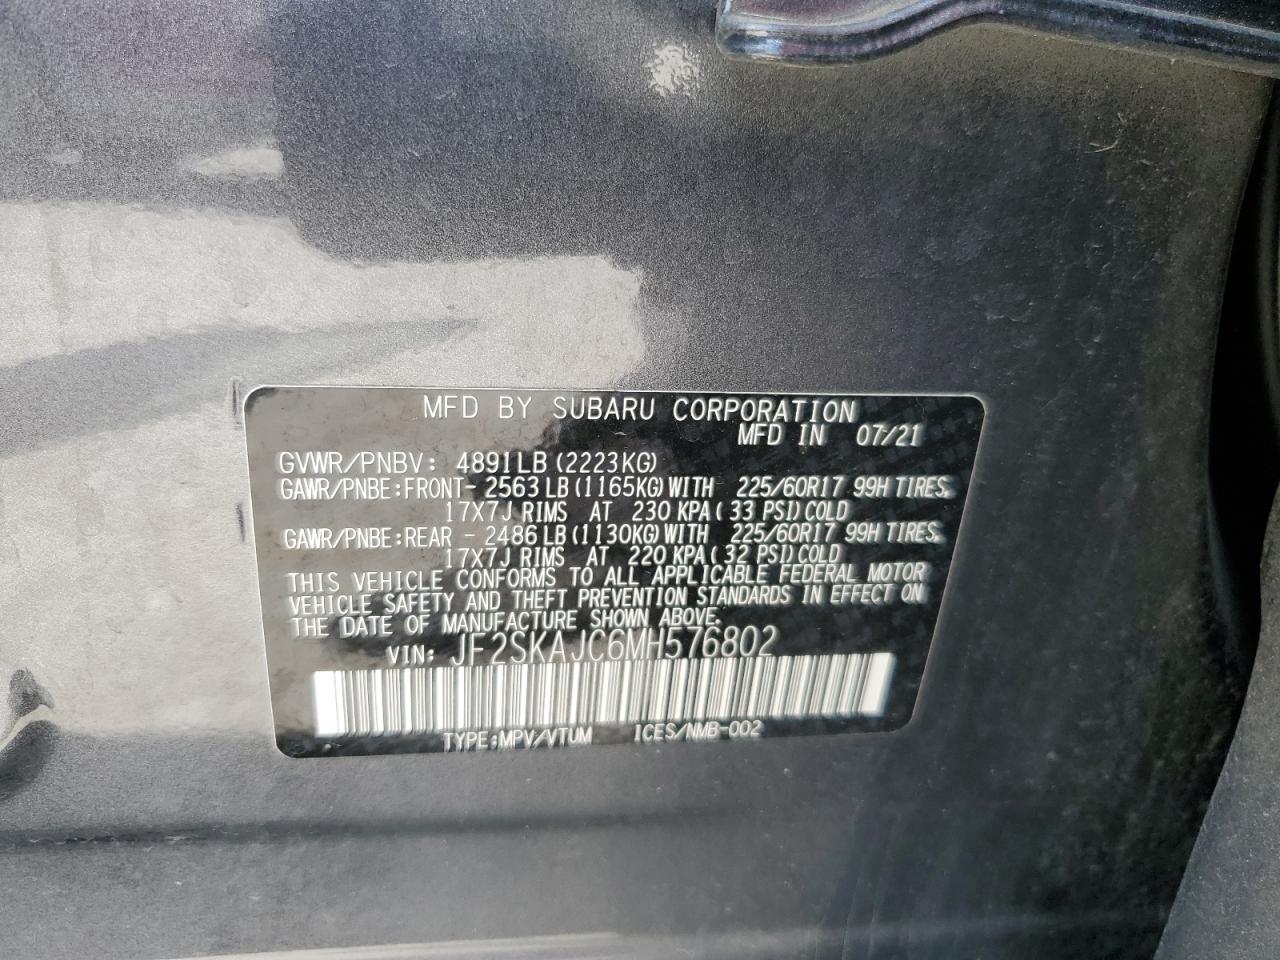 MFD BY SUBARU CORPORATION
MFD IN 07/21
GVWR/PNBV: 4891LB (2223KG)
GAWR/PNBE:FRONT- 2563LB (1165KG) WITH 225/60R17 99H TIRES,
17X7J RIMS AT 230 KPA ( 33 PSI) COLD
GAWR/PNBE:REAR - 2486LB (1130KG) WITH 225/60R17 99H TIRES,
17X7J RIMS AT 220 KPA ( 32 PSI) COLD
THIS VEHICLE CONFORMS TO ALL APPLICABLE FEDERAL MOTOR
VEHICLE SAFETY AND THEFT PREVENTION STANDARDS IN EFFECT ON
THE DATE OF MANUFACTURE SHOWN ABOVE.
VIN: JF2SKAJC6MH576802
TYPE:MPV/VTUM ICES/NMB-002